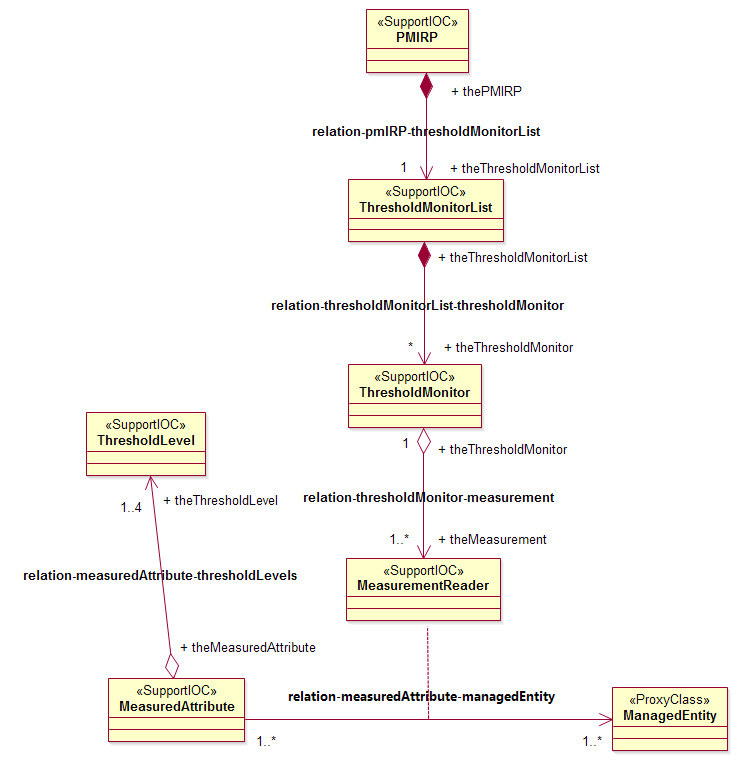 «SupportIOC»
PMIRP
+ thePMIRP
relation-pmIRP-thresholdMonitorList
1
+ theThresholdMonitorList
«SupportIOC»
ThresholdMonitorList
+ theThresholdMonitorList
relation-thresholdMonitorList-thresholdMonitor
*
+ theThresholdMonitor
«SupportIOC»
ThresholdMonitor
1
+ theThresholdMonitor
«SupportIOC»
ThresholdLevel
relation-thresholdMonitor-measurement
1..4
+ theThresholdLevel
1..*
+ theMeasurement
«SupportIOC»
MeasurementReader
relation-measuredAttribute-thresholdLevels
+ theMeasuredAttribute
«SupportIOC»
MeasuredAttribute
relation-measuredAttribute-managedEntity
«ProxyClass»
ManagedEntity
1..*
1..*